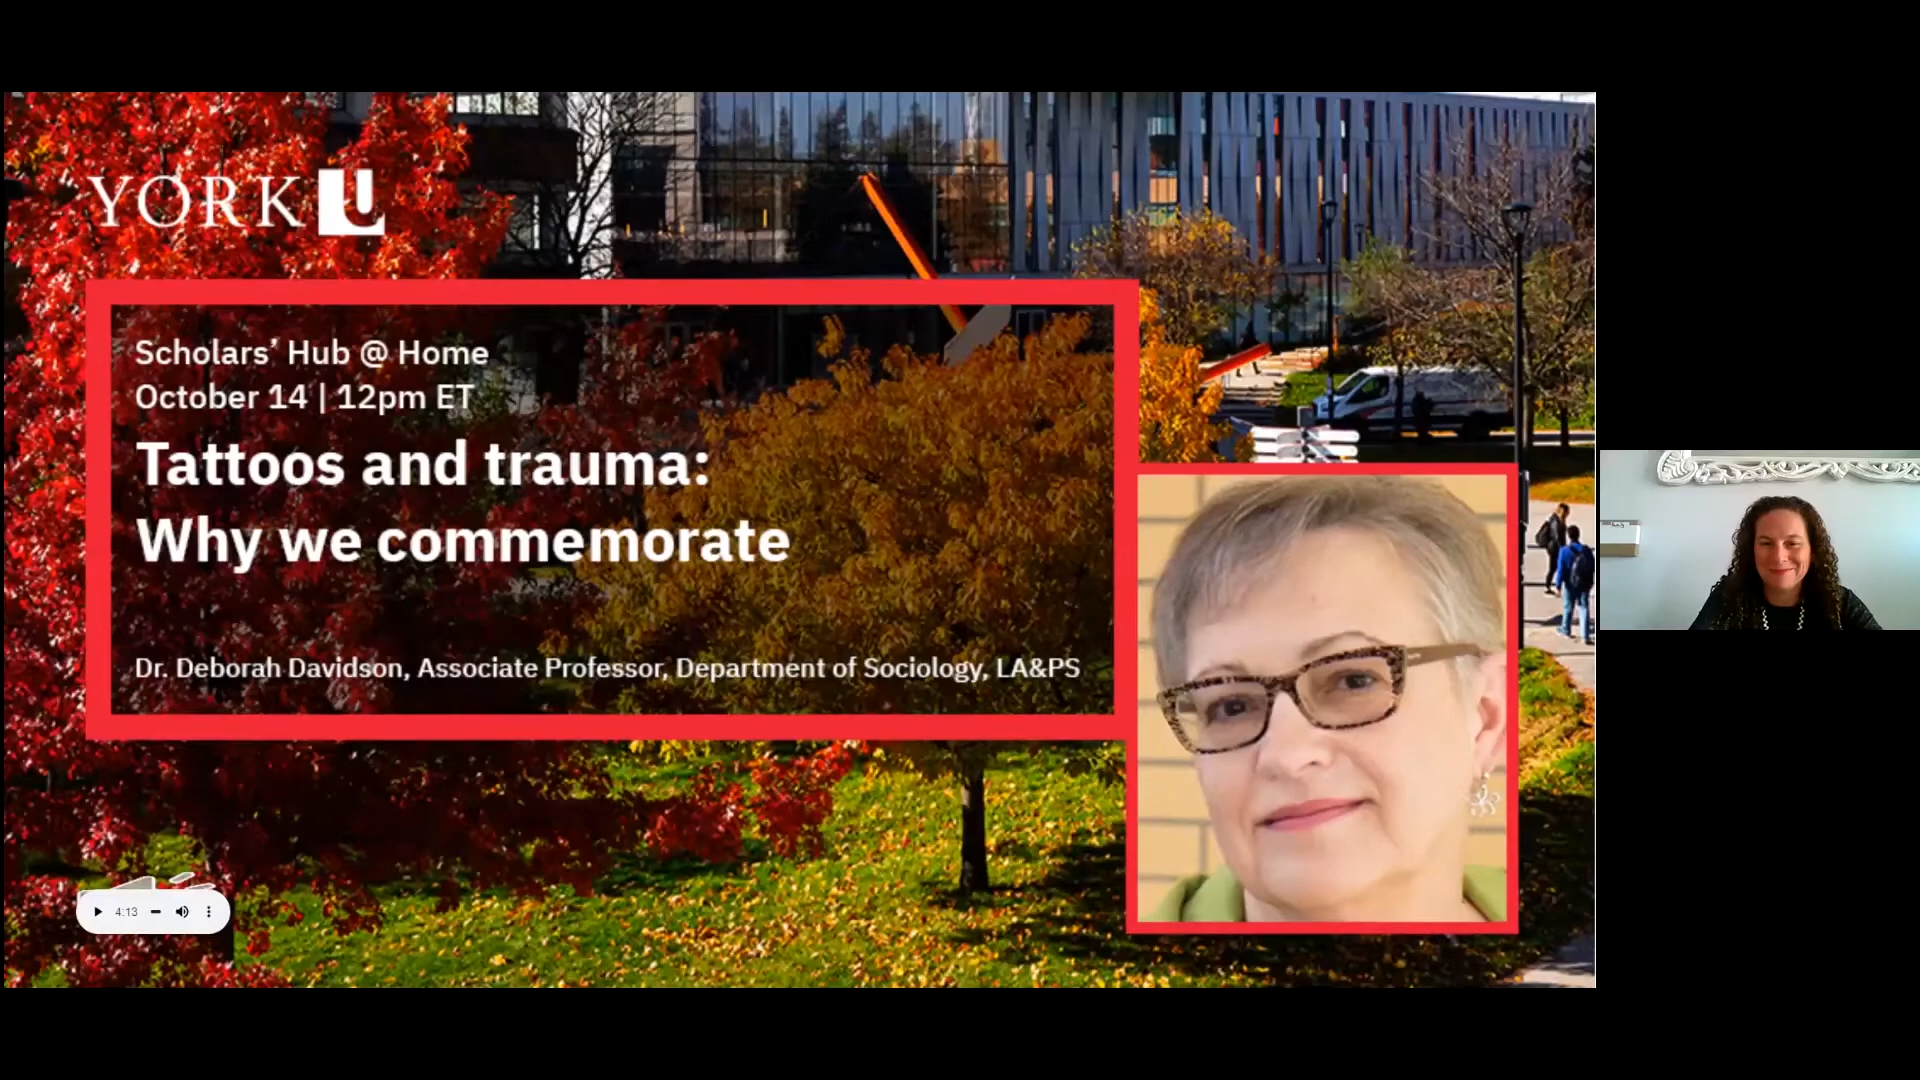 YORK U
Scholars’ Hub @ Home
October 14 | 12pm ET
Tattoos and trauma:
Why we commemorate
Dr. Deborah Davidson, Associate Professor, Department of Sociology, LA&PS
4:13